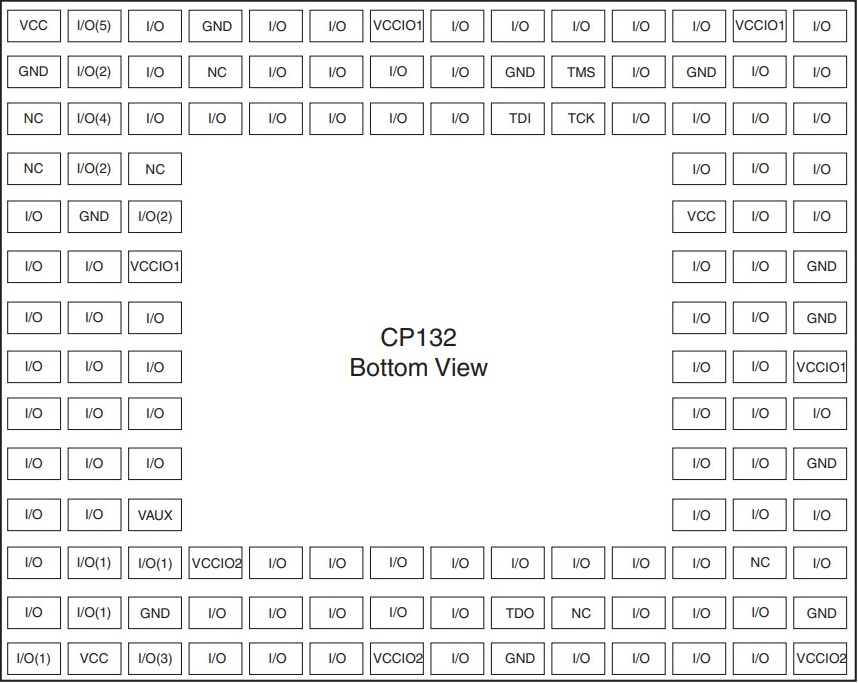 VCC I/O(5) I/O GND I/O I/O VCCIO1 I/O I/O I/O I/O I/O VCCIO1 I/O
GND I/O(2) I/O NC I/O I/O I/O I/O GND TMS I/O GND I/O I/O
NC I/O(4) I/O I/O I/O I/O I/O I/O TDI TCK I/O I/O I/O I/O
NC I/O(2) NC I/O I/O I/O
I/O GND I/O(2) VCC I/O I/O
I/O I/O VCCIO1 I/O I/O GND
I/O I/O I/O I/O I/O GND
CP132
Bottom View
I/O I/O I/O I/O I/O VCCIO1
I/O I/O I/O I/O I/O I/O
I/O I/O I/O I/O I/O GND
I/O I/O VAUX I/O I/O I/O
I/O I/O(1) I/O(1) VCCIO2 I/O I/O I/O I/O I/O I/O I/O I/O NC I/O
I/O I/O(1) GND I/O I/O I/O I/O I/O TDO NC I/O I/O I/O GND
I/O(1) VCC I/O(3) I/O I/O I/O VCCIO2 I/O GND I/O I/O I/O I/O VCCIO2